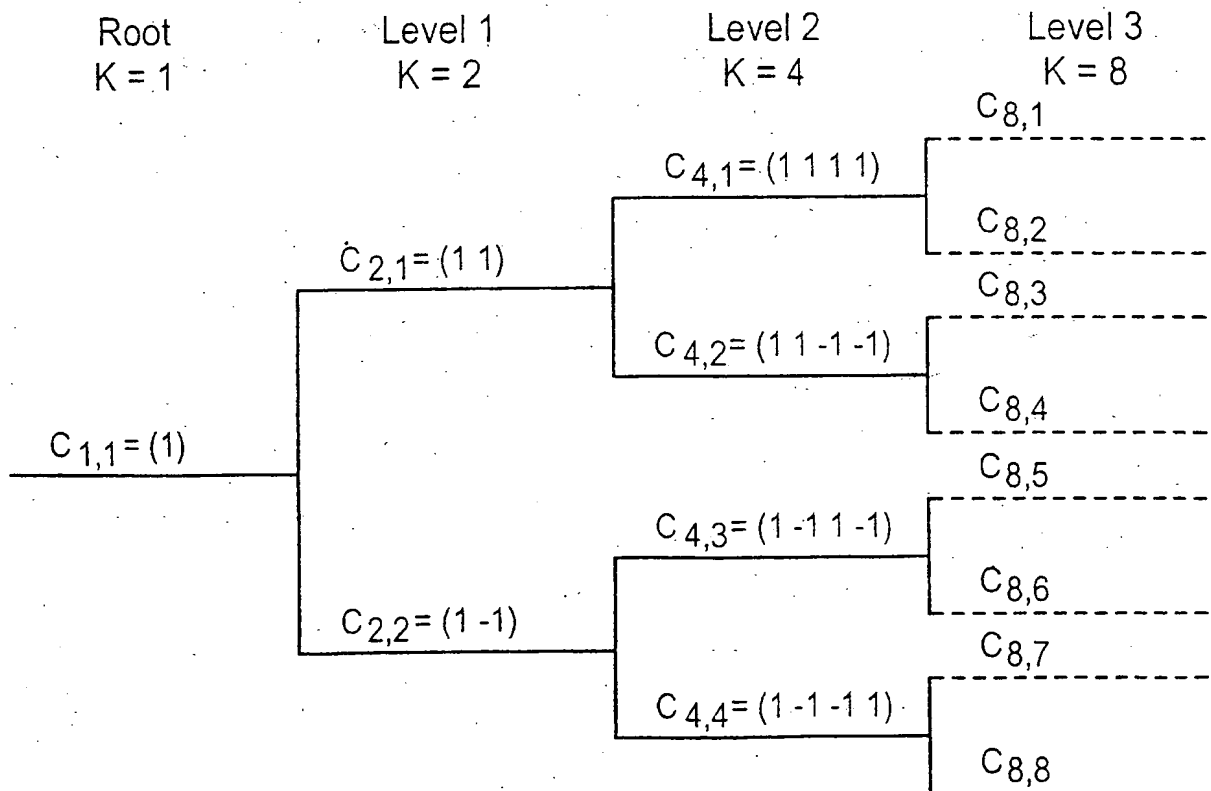 Root Level 1 Level 2 Level 3
K = 1 K = 2 K = 4 K = 8
C8,1
C4,1= (1 1 1 1)
C8,2
C2,1= (1 1)
C8,3
C4,2= (1 1 -1 -1)
C8,4
C1,1= (1)
C8,5
C4,3= (1 -1 1 -1)
C8,6
C2,2= (1 -1)
C8,7
C4,4= (1 -1 -1 1)
C8,8